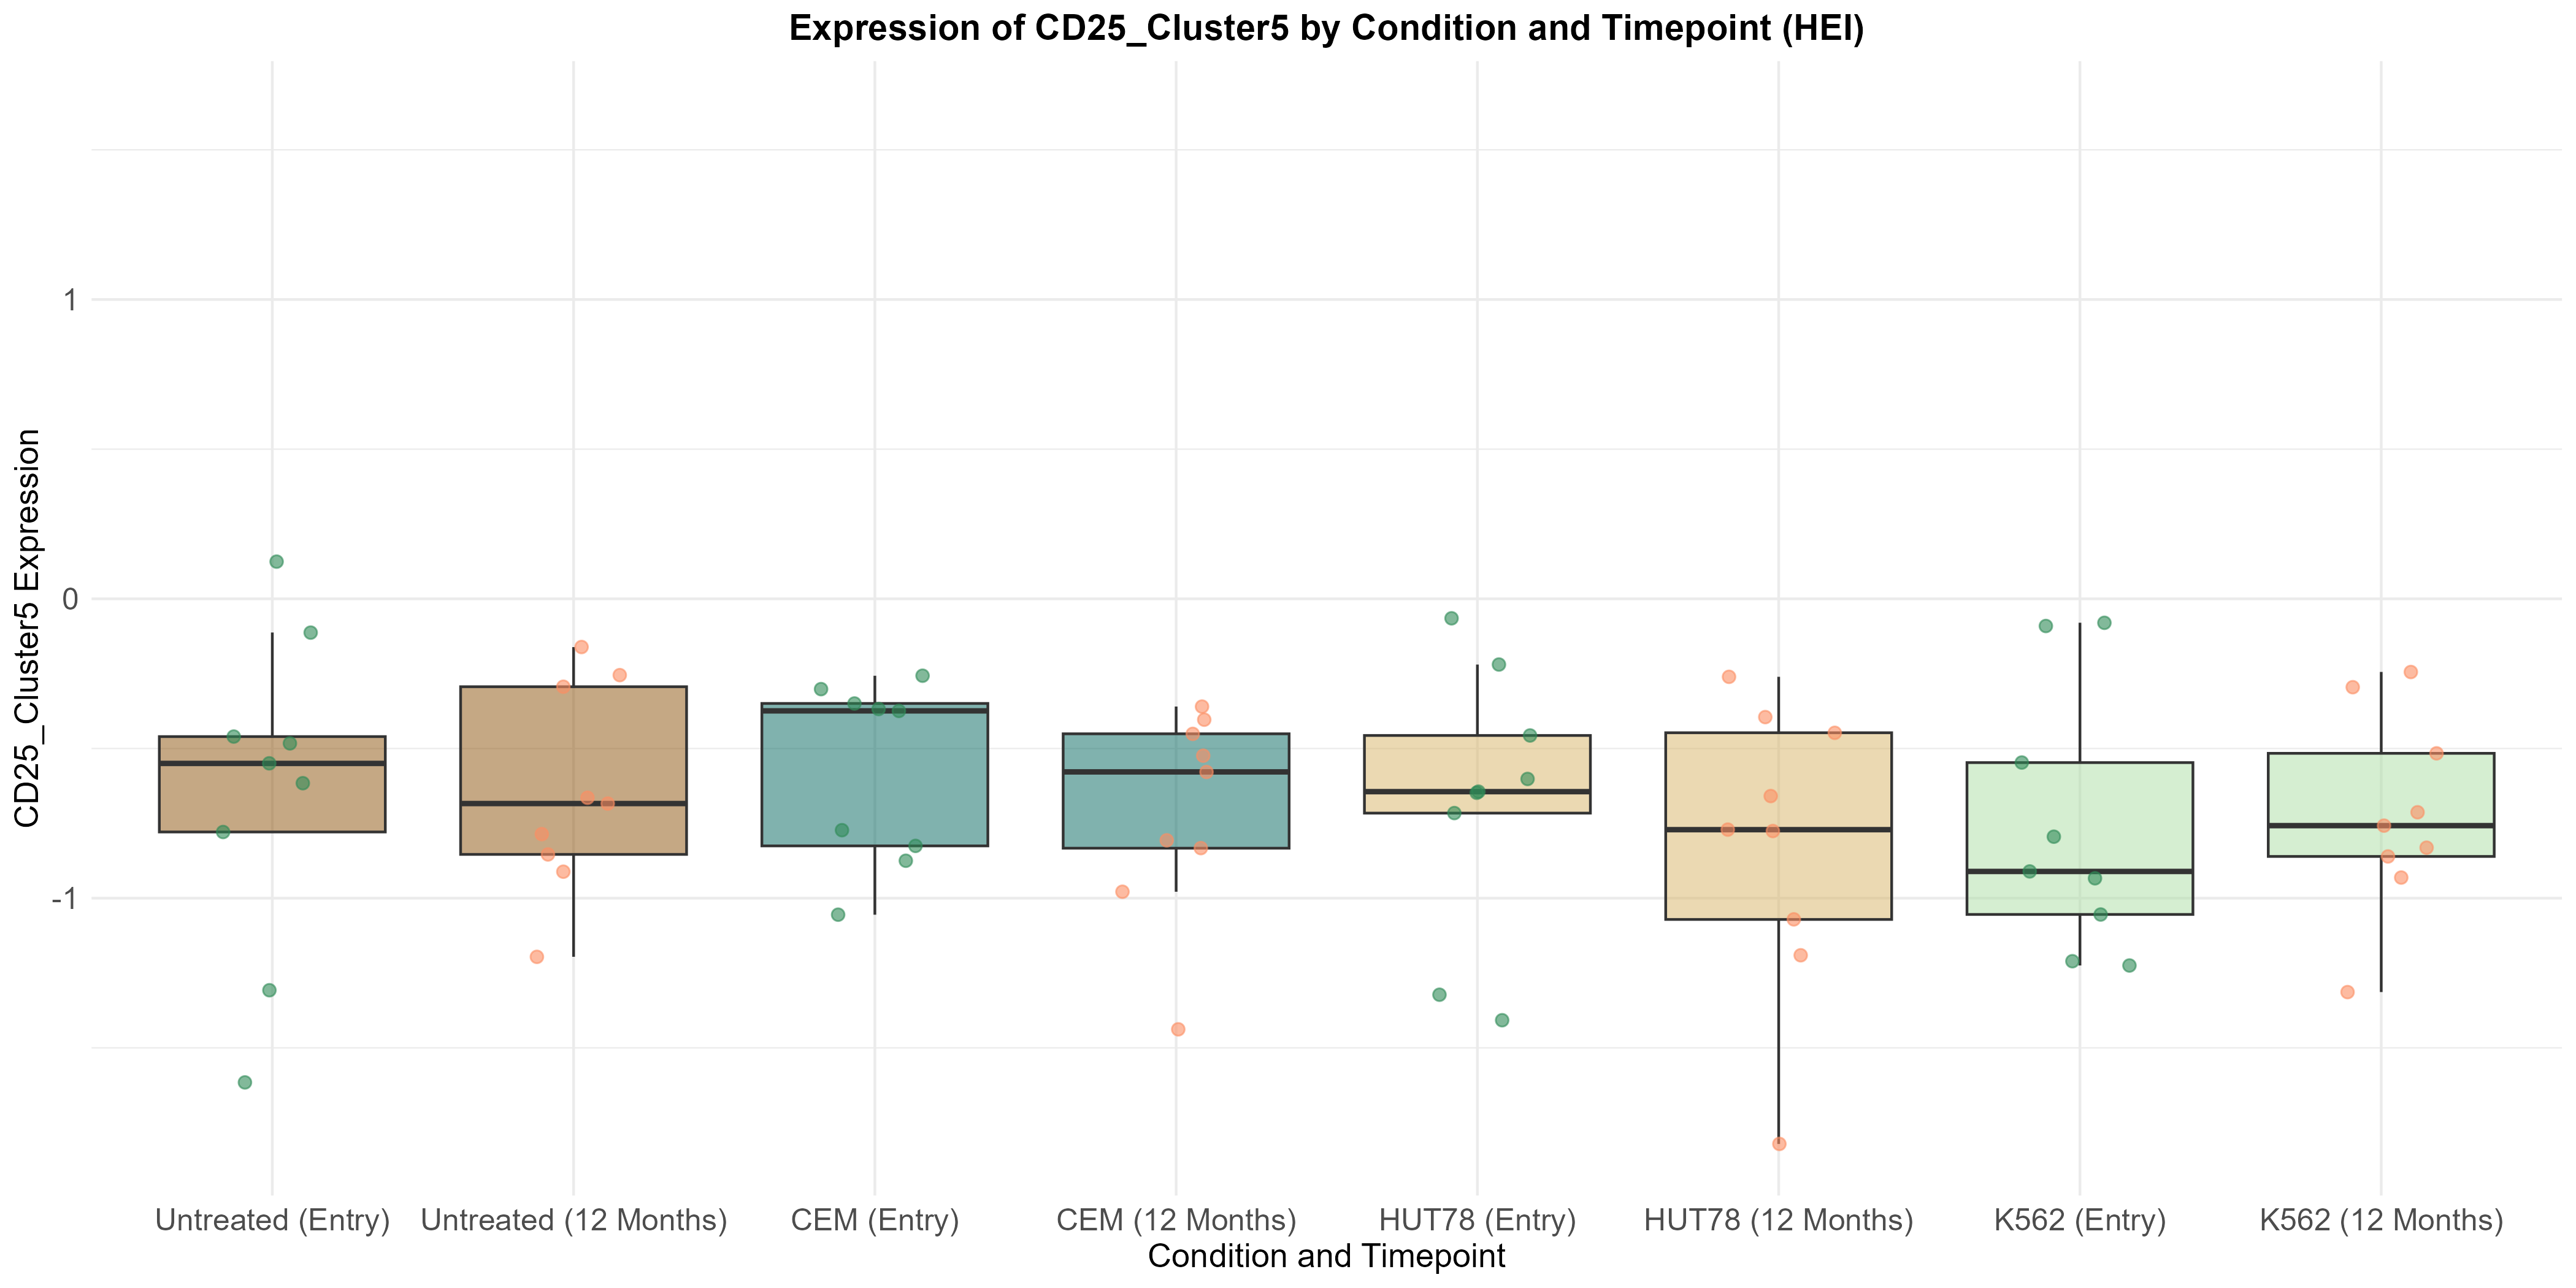 Expression of CD25_Cluster5 by Condition and Timepoint (HEI)
CD25_Cluster5 Expression
1
0
-1
Untreated (Entry)
Untreated (12 Months)
CEM (Entry)
CEM (12 Months)
HUT78 (Entry)
HUT78 (12 Months)
K562 (Entry)
K562 (12 Months)
Condition and Timepoint